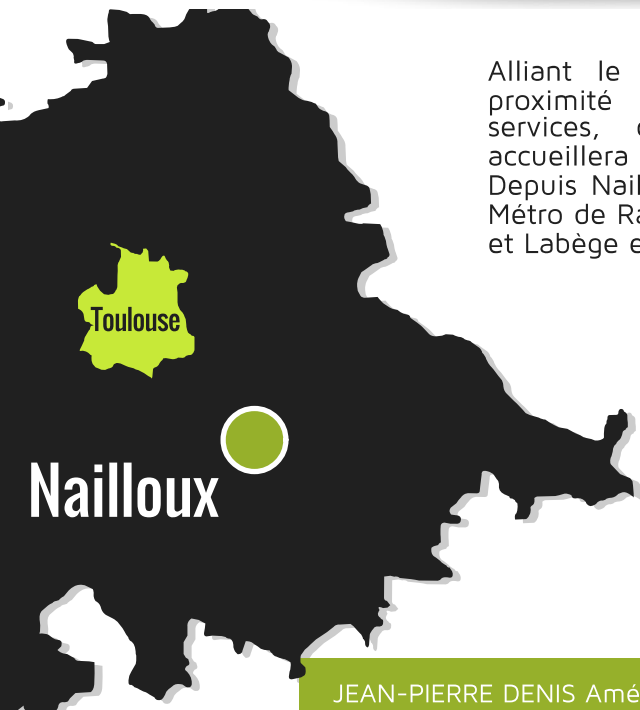 Alliant le
proximité
services,
accueillera
Depuis Nail
Métro de Ra
et Labège e
Toulouse
Nailloux
JEAN-PIERRE DENIS Amé